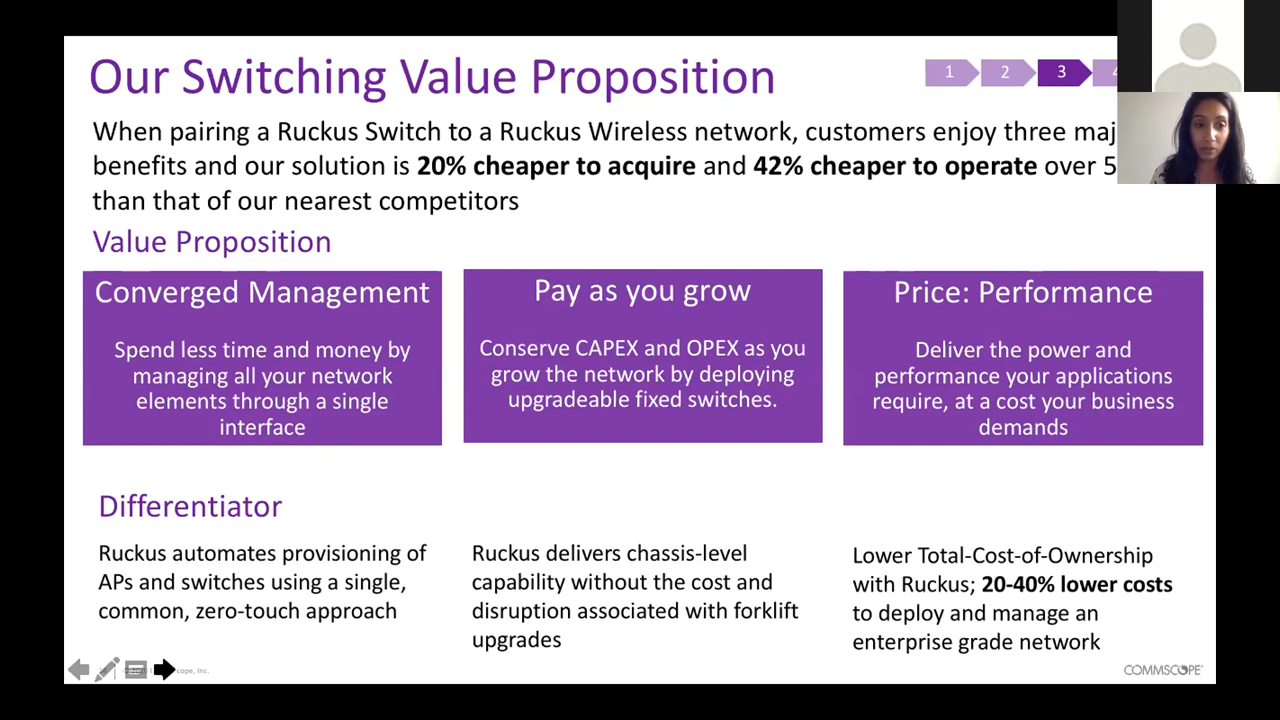 Our Switching Value Proposition
1 2 3
When pairing a Ruckus Switch to a Ruckus Wireless network, customers enjoy three
benefits and our solution is 20% cheaper to acquire and 42% cheaper to operate over 5
than that of our nearest competitors
Value Proposition
Converged Management
Spend less time and money by
managing all your network
elements through a single
interface
Pay as you grow
Conserve CAPEX and OPEX as you
grow the network by deploying
upgradeable fixed switches.
Price: Performance
Deliver the power and
performance your applications
require, at a cost your business
demands
Differentiator
Ruckus automates provisioning of
APs and switches using a single,
common, zero-touch approach
Ruckus delivers chassis-level
capability without the cost and
disruption associated with forklift
upgrades
Lower Total-Cost-of-Ownership
with Ruckus; 20-40% lower costs
to deploy and manage an
enterprise grade network
COMMSCOPE®